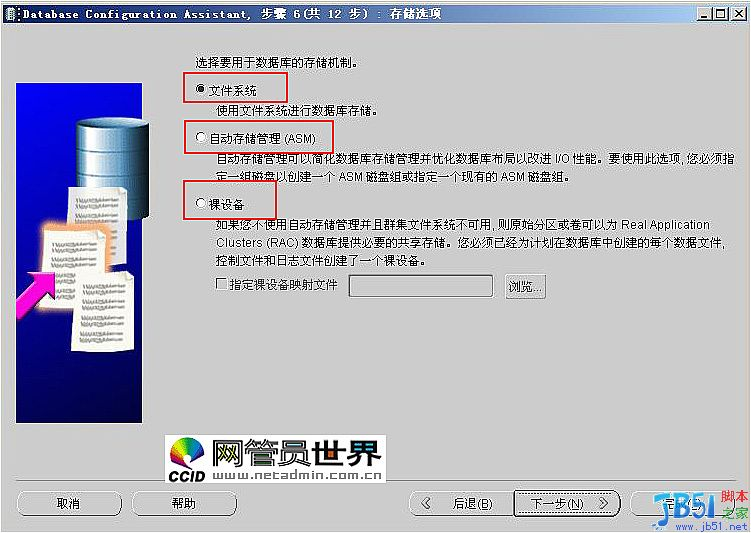 Database Configuration Assistant, 步骤 6(共 12 步) : 存储选项
选择要用于数据库的存储机制。
文件系统
使用文件系统进行数据库存储。
自动存储管理 (ASM)
自动存储管理可以简化数据库存储管理并优化数据库布局以改进 I/O 性能。要使用此选项, 您必须指
定一组磁盘以创建一个 ASM 磁盘组或指定一个现有的 ASM 磁盘组。
裸设备
如果您不使用自动存储管理并且群集文件系统不可用, 则原始分区或卷可以为 Real Application
Clusters (RAC) 数据库提供必要的共享存储。您必须已经为计划在数据库中创建的每个数据文件,
控制文件和日志文件创建了一个裸设备。
指定裸设备映射文件
浏览...
CCID 网管员世界
www.netadmin.com.cn
取消
帮助
后退(B)
下一步(N)
JB51 脚本之家
www.jb51.net